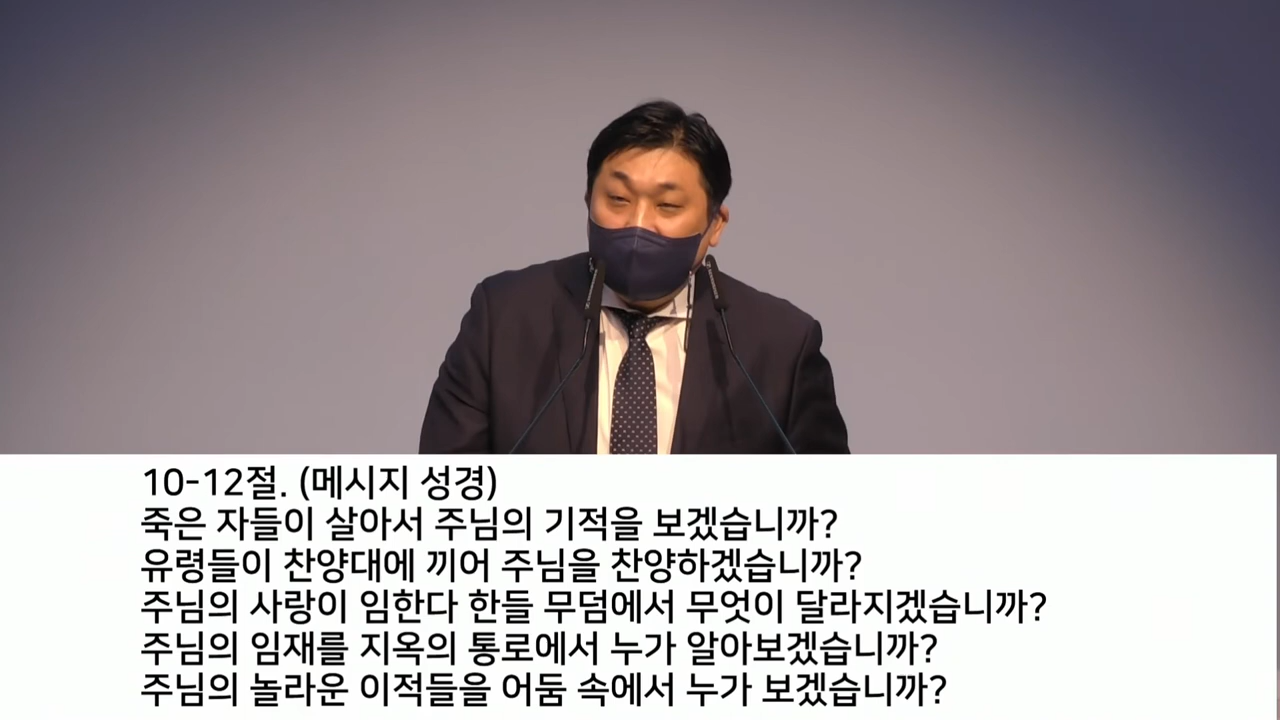 10-12절. (메시지 성경)
죽은 자들이 살아서 주님의 기적을 보겠습니까?
유령들이 찬양대에 끼어 주님을 찬양하겠습니까?
주님의 사랑이 임한다 한들 무덤에서 무엇이 달라지겠습니까?
주님의 임재를 지옥의 통로에서 누가 알아보겠습니까?
주님의 놀라운 이적들을 어둠 속에서 누가 보겠습니까?